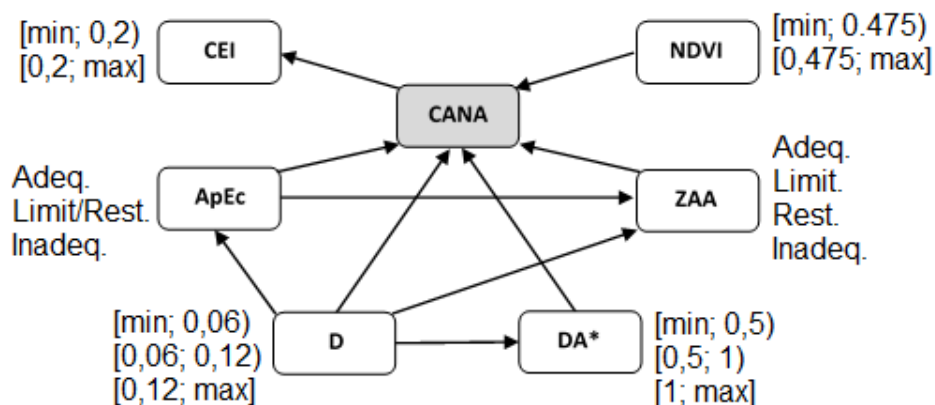 [min; 0,2)
[0,2; max]
CEI
NDVI
[min; 0.475)
[0,475; max]
CANA
Adeq.
Limit/Rest.
Inadeq.
ApEc
ZAA
Adeq.
Limit.
Rest.
Inadeq.
[min; 0,06)
[0,06; 0,12)
[0,12; max]
D
DA*
[min; 0,5)
[0,5; 1)
[1; max]